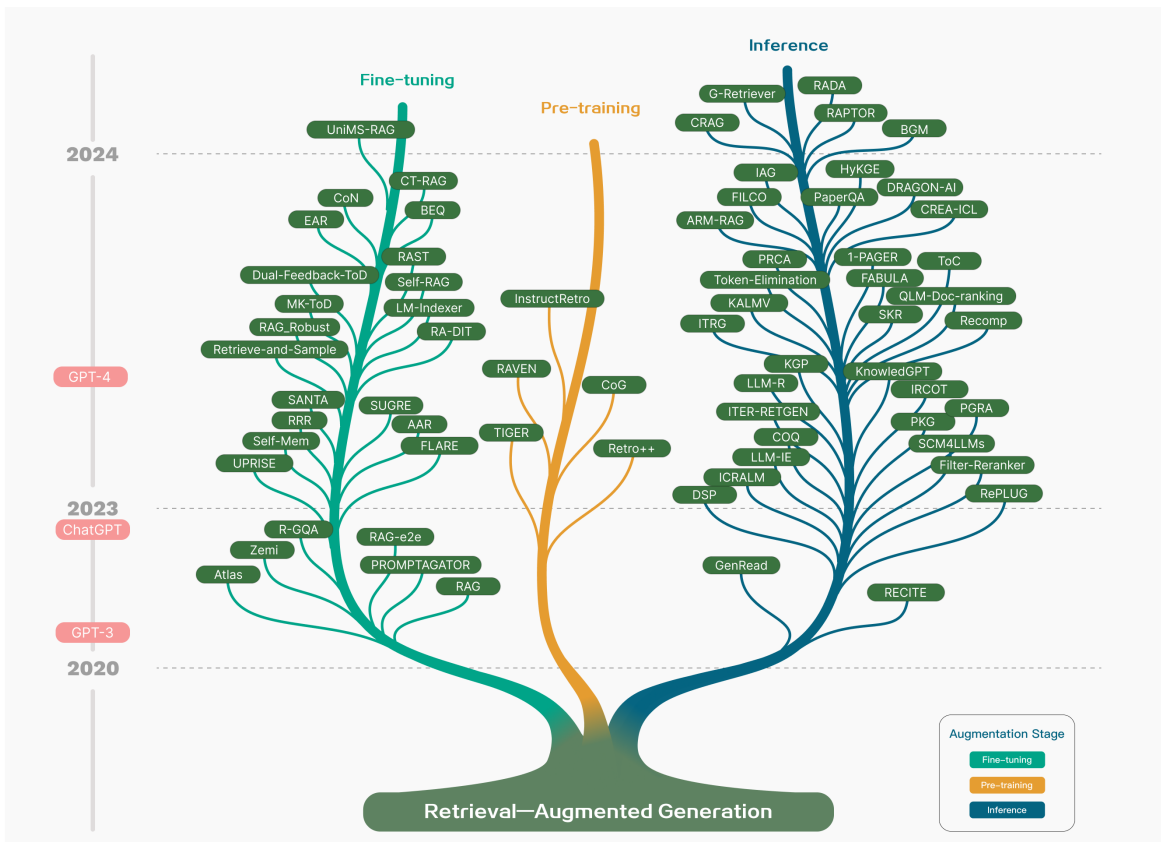 Inference
Fine-tuning
Pre-training
G-Retriever
RADA
CRAG
RAPTOR
BGM
UniMS-RAG
2024
CT-RAG
CoN
BEQ
EAR
RAST
Dual-Feedback-ToD
Self-RAG
MK-ToD
LM-Indexer
RAG_Robust
RA-DIT
Retrieve-and-Sample
InstructRetro
IAG
HyKGE
FILCO
PaperQA
DRAGON-AI
ARM-RAG
CREA-ICL
PRCA
1-PAGER
ToC
Token-Elimination
FABULA
KALMV
QLM-Doc-ranking
ITRG
SKR
Recomp
GPT-4
RAVEN
CoG
KGP
KnowledGPT
LLM-R
IRCOT
SANTA
SUGRE
ITER-RETGEN
PGRA
RRR
AAR
PKG
Self-Mem
FLARE
TIGER
Retro++
COQ
SCM4LLMs
UPRISE
LLM-IE
Filter-Reranker
ICRALM
DSP
RePLUG
2023
ChatGPT
R-GQA
RAG-e2e
Zemi
PROMPTAGATOR
Atlas
RAG
GenRead
RECITE
GPT-3
2020
Augmentation Stage
Fine-tuning
Pre-training
Inference
Retrieval—Augmented Generation